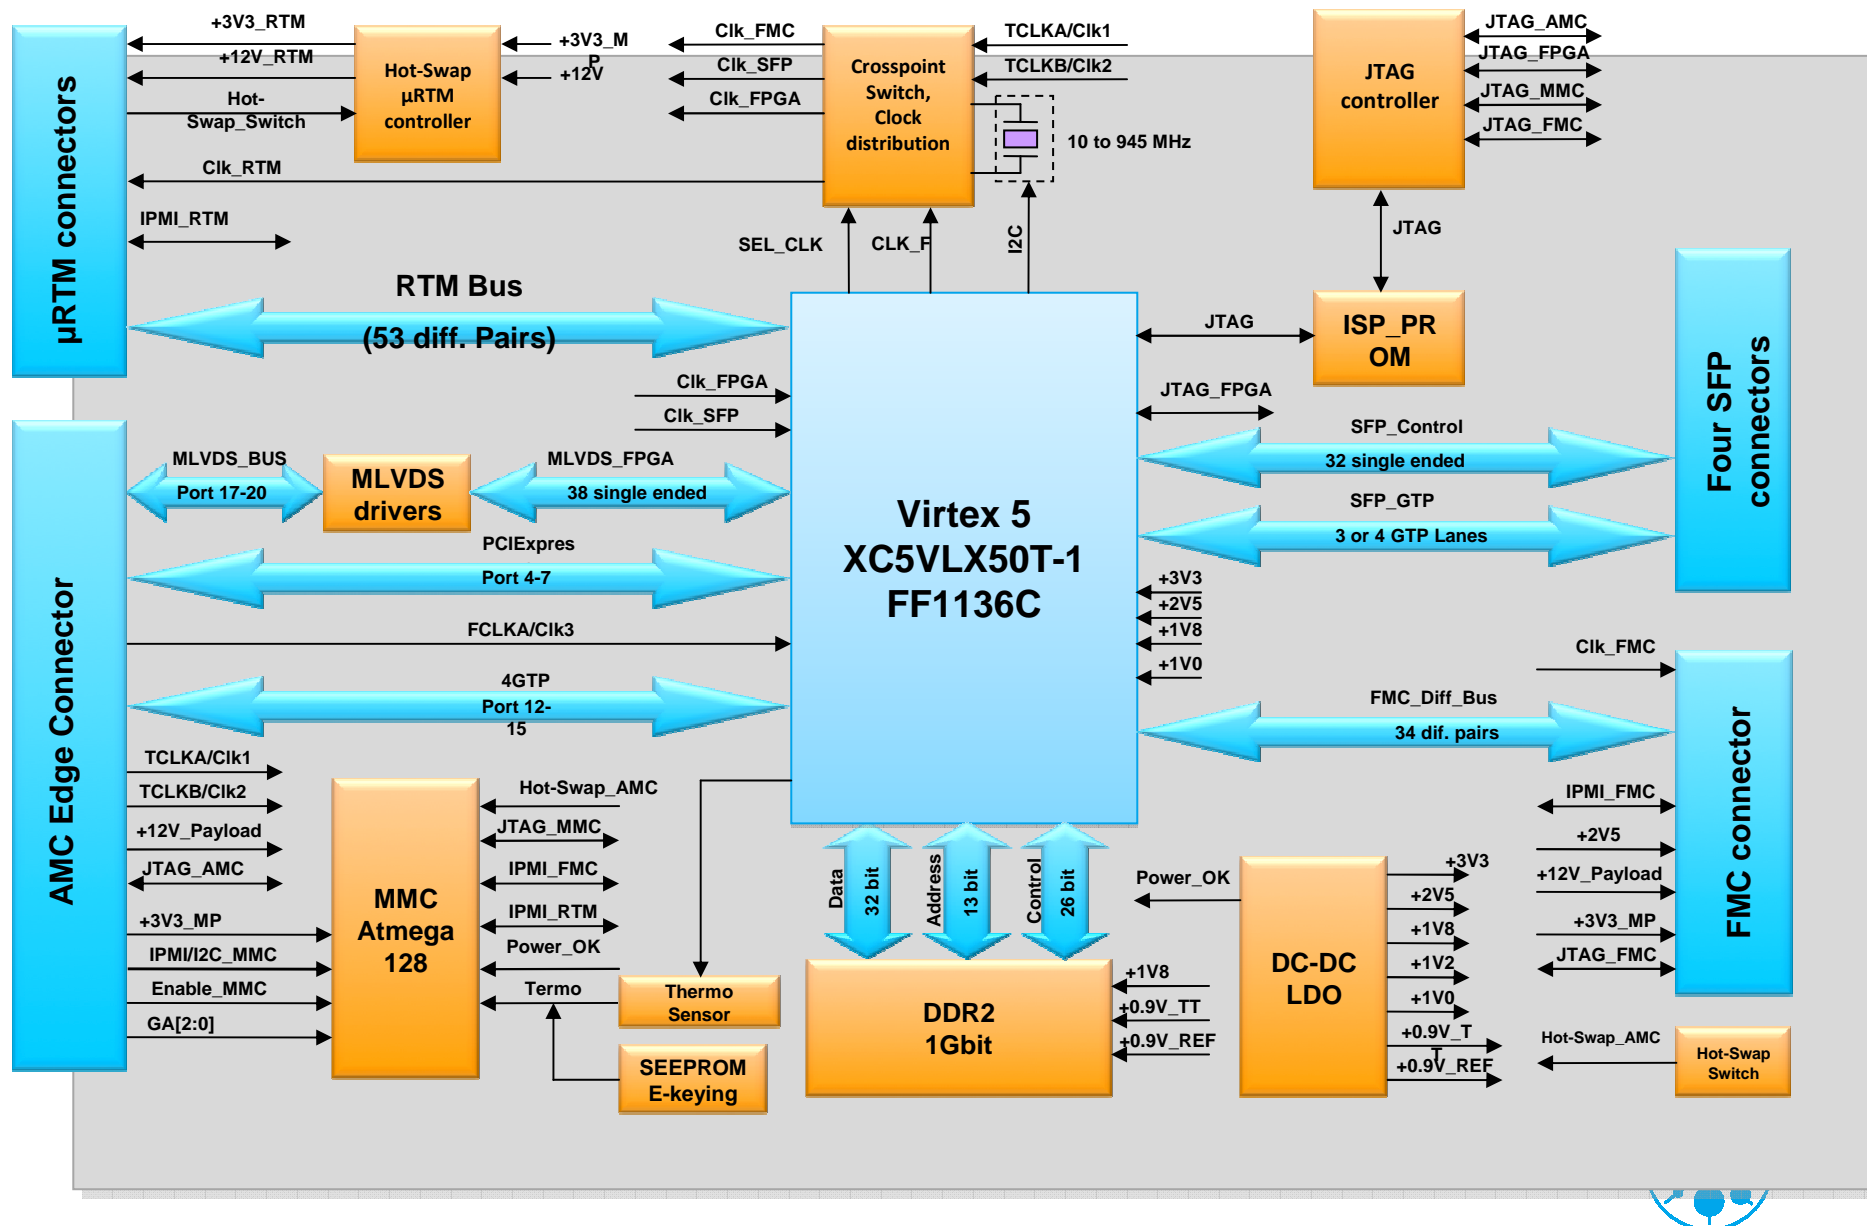 +3V3_RTM
+12V_RTM
Hot-
Swap_Switch
Clk_RTM
IPMI_RTM
µRTM connectors
Hot-Swap
µRTM
controller
+3V3_M
P
+12V
Clk_FMC
Clk_SFP
Clk_FPGA
Crosspoint
Switch,
Clock
distribution
TCLKA/Clk1
TCLKB/Clk2
10 to 945 MHz
SEL_CLK
CLK_F
I2C
JTAG
controller
JTAG_AMC
JTAG_FPGA
JTAG_MMC
JTAG_FMC
JTAG
RTM Bus
(53 diff. Pairs)
JTAG
ISP_PR
OM
Four SFP
connectors
Clk_FPGA
Clk_SFP
JTAG_FPGA
SFP_Control
32 single ended
SFP_GTP
3 or 4 GTP Lanes
AMC Edge Connector
MLVDS_BUS
Port 17-20
MLVDS
drivers
MLVDS_FPGA
38 single ended
PCIExpres
Port 4-7
FCLKA/Clk3
4GTP
Port 12-
15
Virtex 5
XC5VLX50T-1
FF1136C
+3V3
+2V5
+1V8
+1V0
Clk_FMC
FMC_Diff_Bus
34 dif. pairs
FMC connector
TCLKA/Clk1
TCLKB/Clk2
+12V_Payload
JTAG_AMC
+3V3_MP
IPMI/I2C_MMC
Enable_MMC
GA[2:0]
MMC
Atmega
128
Hot-Swap_AMC
JTAG_MMC
IPMI_FMC
IPMI_RTM
Power_OK
Termo
Thermo
Sensor
SEEPROM
E-keying
Data
32 bit
Address
13 bit
Control
26 bit
DDR2
1Gbit
+1V8
+0.9V_TT
+0.9V_REF
Power_OK
DC-DC
LDO
+3V3
+2V5
+1V8
+1V2
+1V0
+0.9V_T
T
+0.9V_REF
IPMI_FMC
+2V5
+12V_Payload
+3V3_MP
JTAG_FMC
Hot-Swap_AMC
Hot-Swap
Switch